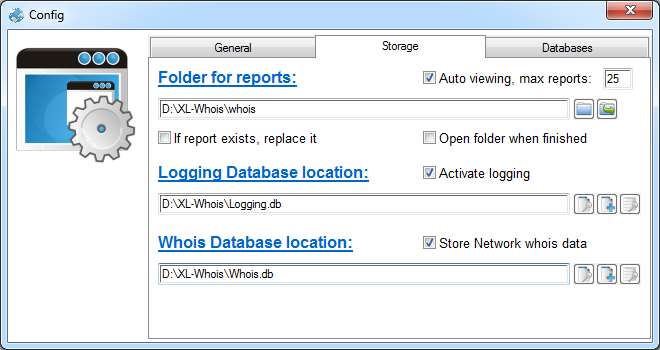 Config
General
Storage
Databases
Folder for reports:
Auto viewing, max reports:
25
D:\XL-Whois\whois
If report exists, replace it
Open folder when finished
Logging Database location:
Activate logging
D:\XL-Whois\Logging.db
Whois Database location:
Store Network whois data
D:\XL-Whois\Whois.db